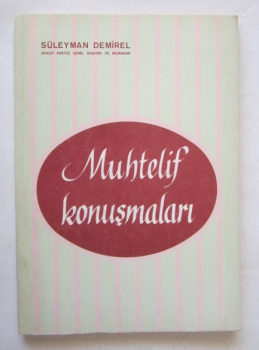 SÜLEYMAN DEMİREL
ADALET PARTİSİ GENEL BAŞKANI VE BAŞBAKAN
Muhtelif
konuşmaları